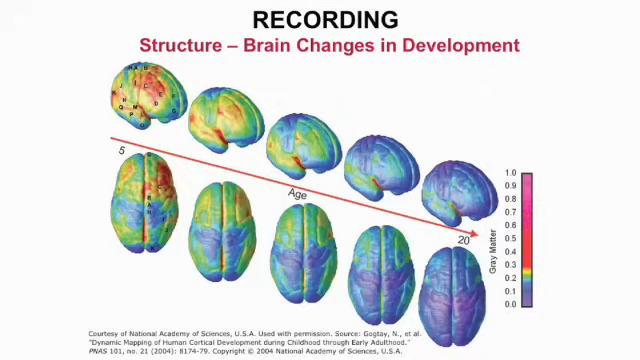 RECORDING
Structure – Brain Changes in Development
5
Age
20
Gray Matter
1.0
0.9
0.8
0.7
0.6
0.5
0.4
0.3
0.2
0.1
0.0
Courtesy of National Academy of Sciences, U.S.A. Used with permission. Source: Gogtay, N., et al.
"Dynamic Mapping of Human Cortical Development during Childhood through Early Adulthood."
PNAS 101, no. 21 (2004): 8174-79. Copyright © 2004 National Academy of Sciences, U.S.A.